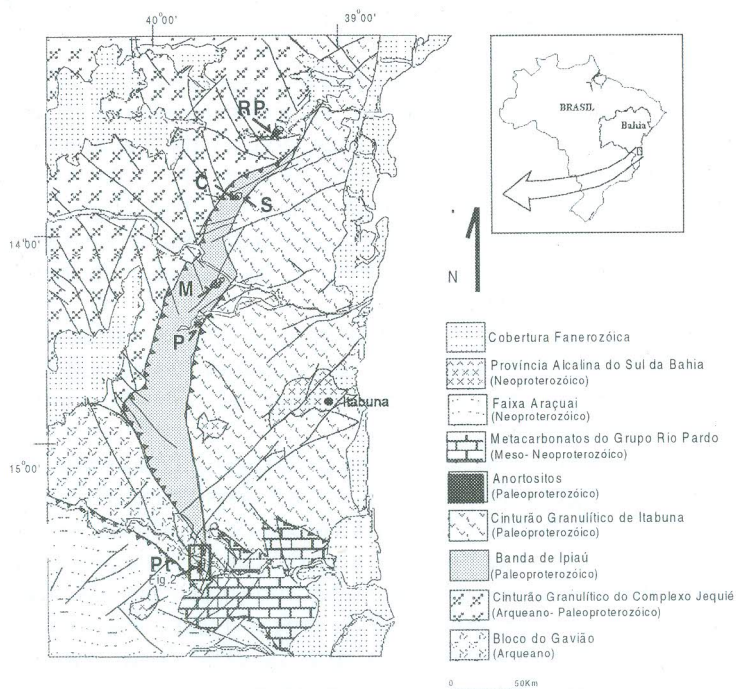 40°00'
39°00'
RP
C
S
14°00'
M
P
Itabuna
15°00'
Pt
Fig.2
BRASIL
Bahia
N
Cobertura Fanerozóica
Província Alcalina do Sul da Bahia
(Neoproterozóico)
Faixa Araçuai
(Neoproterozóico)
Metacarbonatos do Grupo Rio Pardo
(Meso- Neoproterozóico)
Anortositos
(Paleoproterozóico)
Cinturão Granulítico de Itabuna
(Paleoproterozóico)
Banda de Ipiaú
(Paleoproterozóico)
Cinturão Granulítico do Complexo Jequié
(Arqueano- Paleoproterozóico)
Bloco do Gavião
(Arqueano)
0 50Km